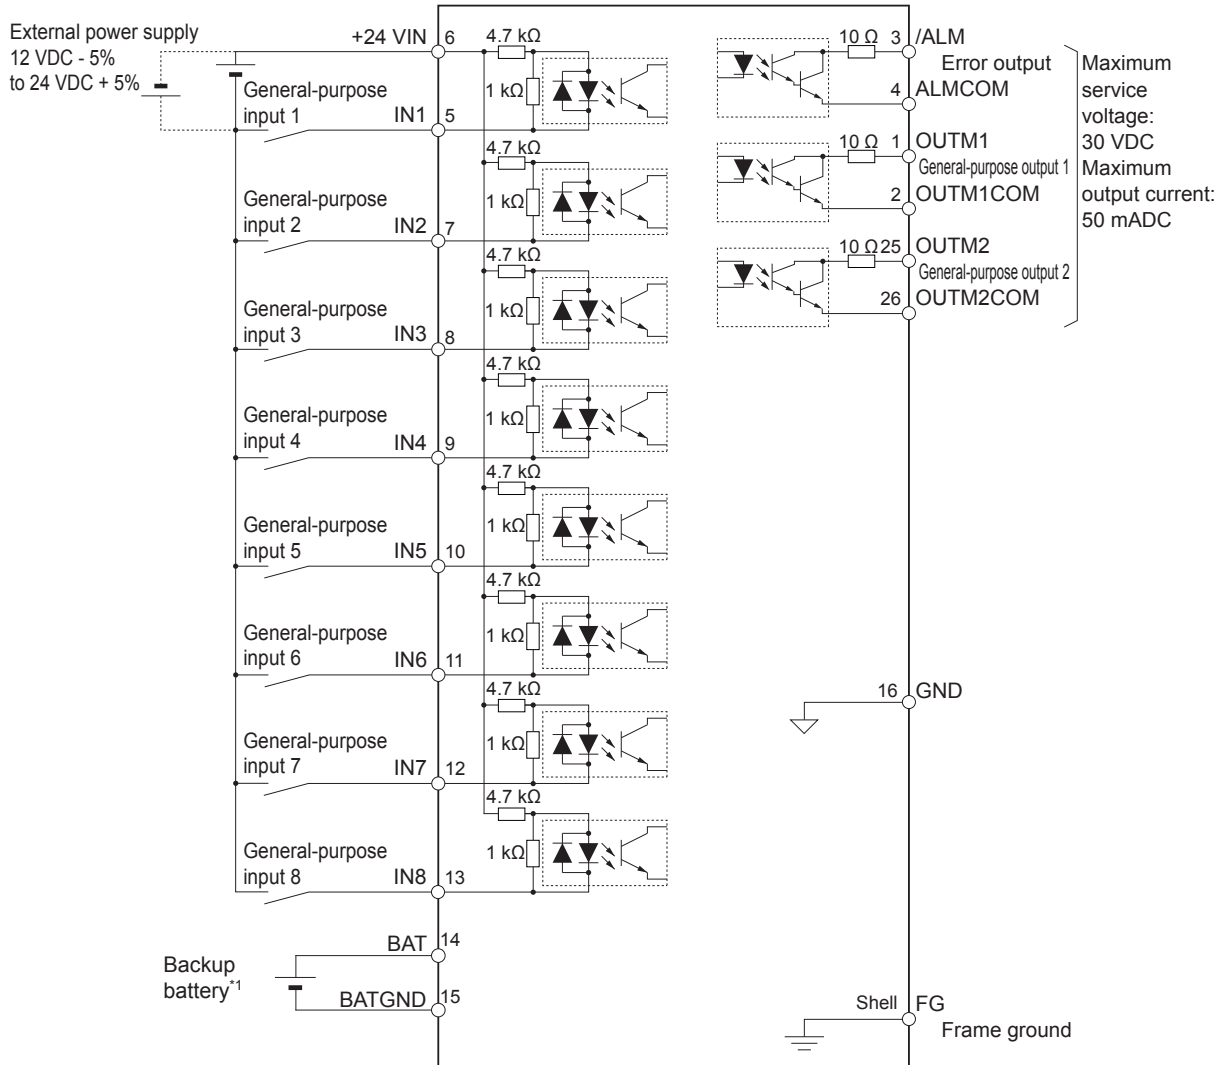 External power supply
12 VDC - 5%
to 24 VDC + 5%
+24 VIN 6
4.7 kΩ
1 kΩ
General-purpose
input 1
IN1 5
4.7 kΩ
1 kΩ
General-purpose
input 2
IN2 7
4.7 kΩ
1 kΩ
General-purpose
input 3
IN3 8
4.7 kΩ
1 kΩ
General-purpose
input 4
IN4 9
4.7 kΩ
1 kΩ
General-purpose
input 5
IN5 10
4.7 kΩ
1 kΩ
General-purpose
input 6
IN6 11
4.7 kΩ
1 kΩ
General-purpose
input 7
IN7 12
4.7 kΩ
1 kΩ
General-purpose
input 8
IN8 13
BAT 14
Backup
battery*1
BATGND 15
10 Ω 3 /ALM
Error output
4 ALMCOM
10 Ω 1 OUTM1
General-purpose output 1
2 OUTM1COM
10 Ω 25 OUTM2
General-purpose output 2
26 OUTM2COM
Maximum
service
voltage:
30 VDC
Maximum
output current:
50 mADC
16 GND
Shell FG
Frame ground